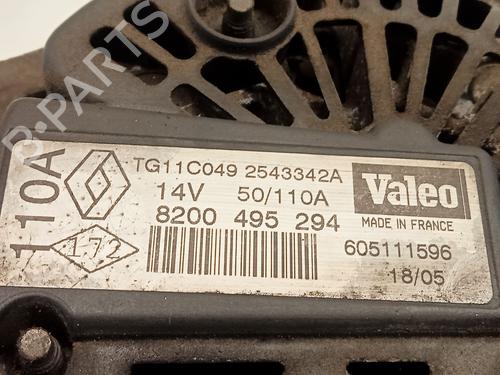 B-PARTS
110A
172
TG11C049 2543342A
14V 50/110A
8200 495 294
Valeo
MADE IN FRANCE
605111596
18/05